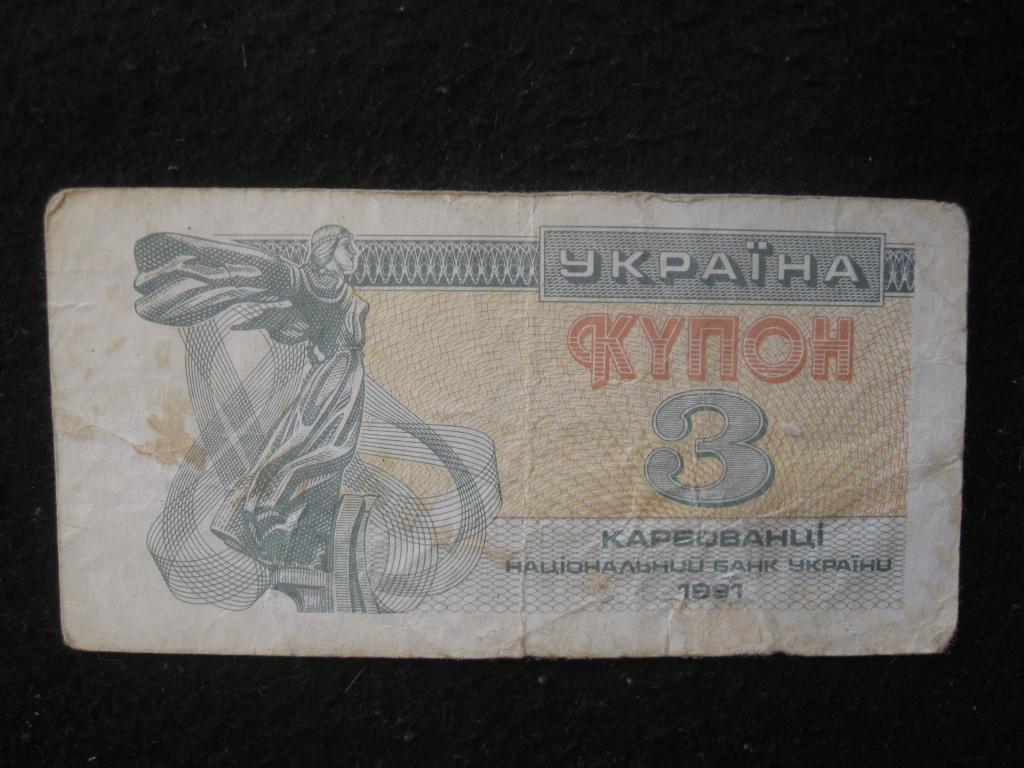 УКРАЇНА
КУПОН
3
КАРБОВАНЦІ
НАЦІОНАЛЬНИЙ БАНК УКРАЇНИ
1991